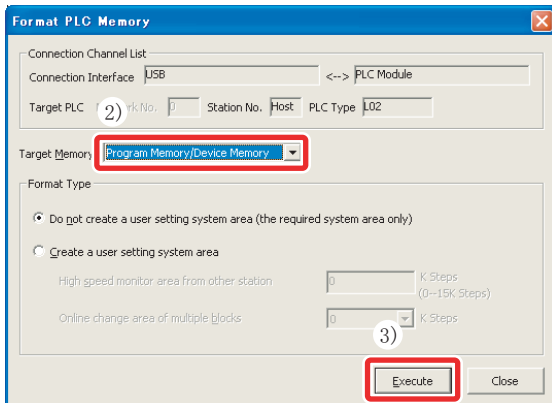 Format PLC Memory
Connection Channel List
Connection Interface USB <--> PLC Module
Target PLC No. 0 Station No. Host PLC Type L02
2)
Target Memory Program Memory/Device Memory
Format Type
Do not create a user setting system area (the required system area only)
Create a user setting system area
High speed monitor area from other station 0 K Steps
(0--15K Steps)
Online change area of multiple blocks 0 K Steps
3)
Execute Close